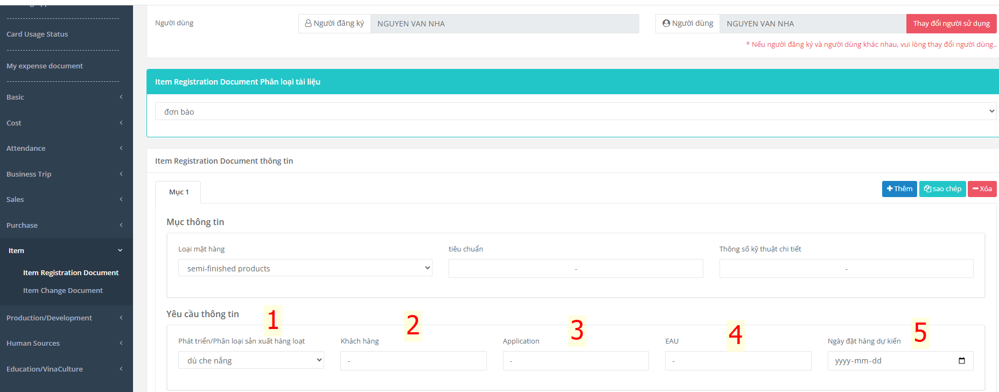 Card Usage Status
My expense document
Basic
Cost
Attendance
Business Trip
Sales
Purchase
Item
Item Registration Document
Item Change Document
Production/Development
Human Sources
Education/VinaCulture
Người dùng
Người đăng ký NGUYEN VAN NHA
Người dùng NGUYEN VAN NHA Thay đổi người sử dụng
* Nếu người đăng ký và người dùng khác nhau, vui lòng thay đổi người dùng..
Item Registration Document Phân loại tài liệu
đơn bào
Item Registration Document thông tin
Mục 1
Thêm sao chép Xóa
Mục thông tin
Loại mặt hàng tiêu chuẩn Thông số kỹ thuật chi tiết
semi-finished products - -
Yêu cầu thông tin
1 2 3 4 5
Phát triển/Phân loại sản xuất hàng loạt Khách hàng Application EAU Ngày đặt hàng dự kiến
dù che nắng - - - yyyy-mm-dd